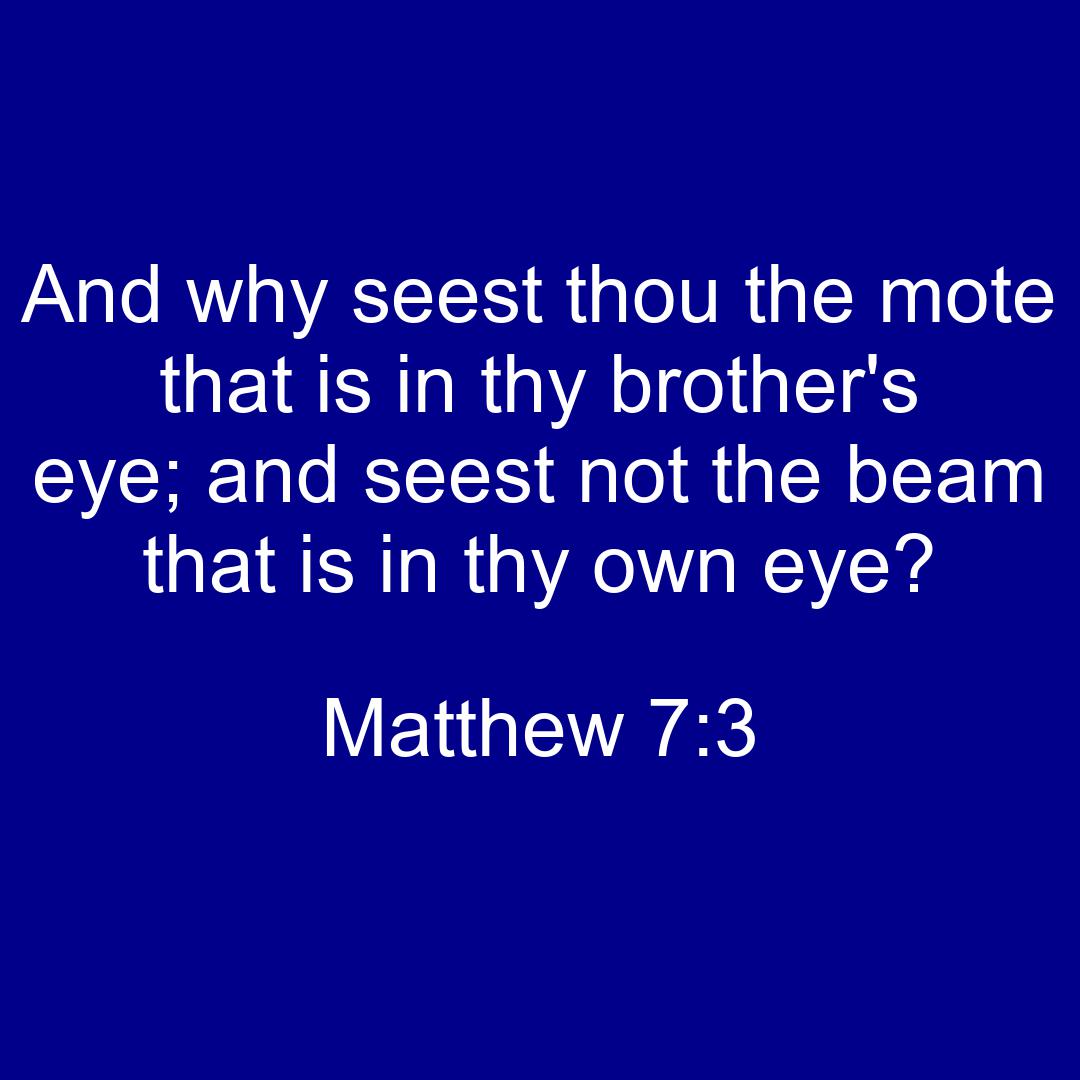 And why seest thou the mote
that is in thy brother's
eye; and seest not the beam
that is in thy own eye?
Matthew 7:3